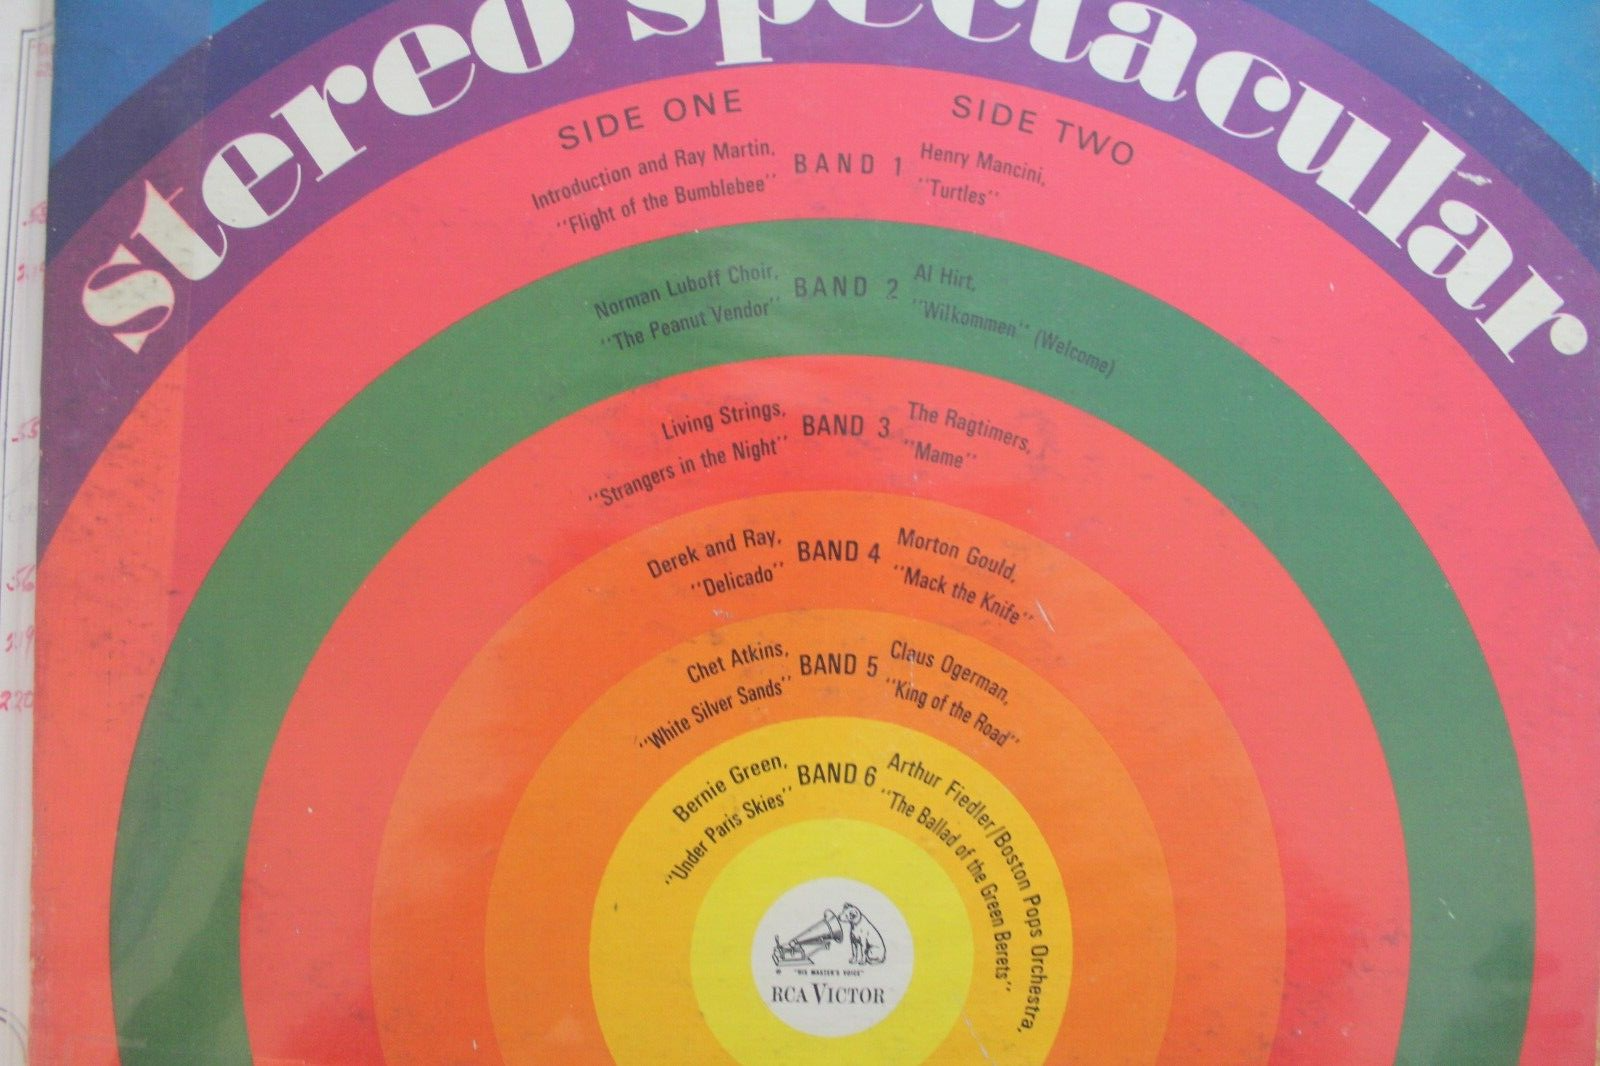 stereo spectacular
SIDE ONE
SIDE TWO
Introduction and Ray Martin,
"Flight of the Bumblebee"
BAND 1
Henry Mancini,
"Turtles"
Norman Luboff Choir,
"The Peanut Vendor"
BAND 2
Al Hirt,
"Wilkommen" (Welcome)
Living Strings,
"Strangers in the Night"
BAND 3
The Ragtimers,
"Mame"
Derek and Ray,
"Delicado"
BAND 4
Morton Gould,
"Mack the Knife"
Chet Atkins,
"White Silver Sands"
BAND 5
Claus Ogerman,
"King of the Road"
Bernie Green,
"Under Paris Skies"
BAND 6
Arthur Fiedler/Boston Pops Orchestra,
"The Ballad of the Green Berets"
"HIS MASTER'S VOICE"
RCA VICTOR
220